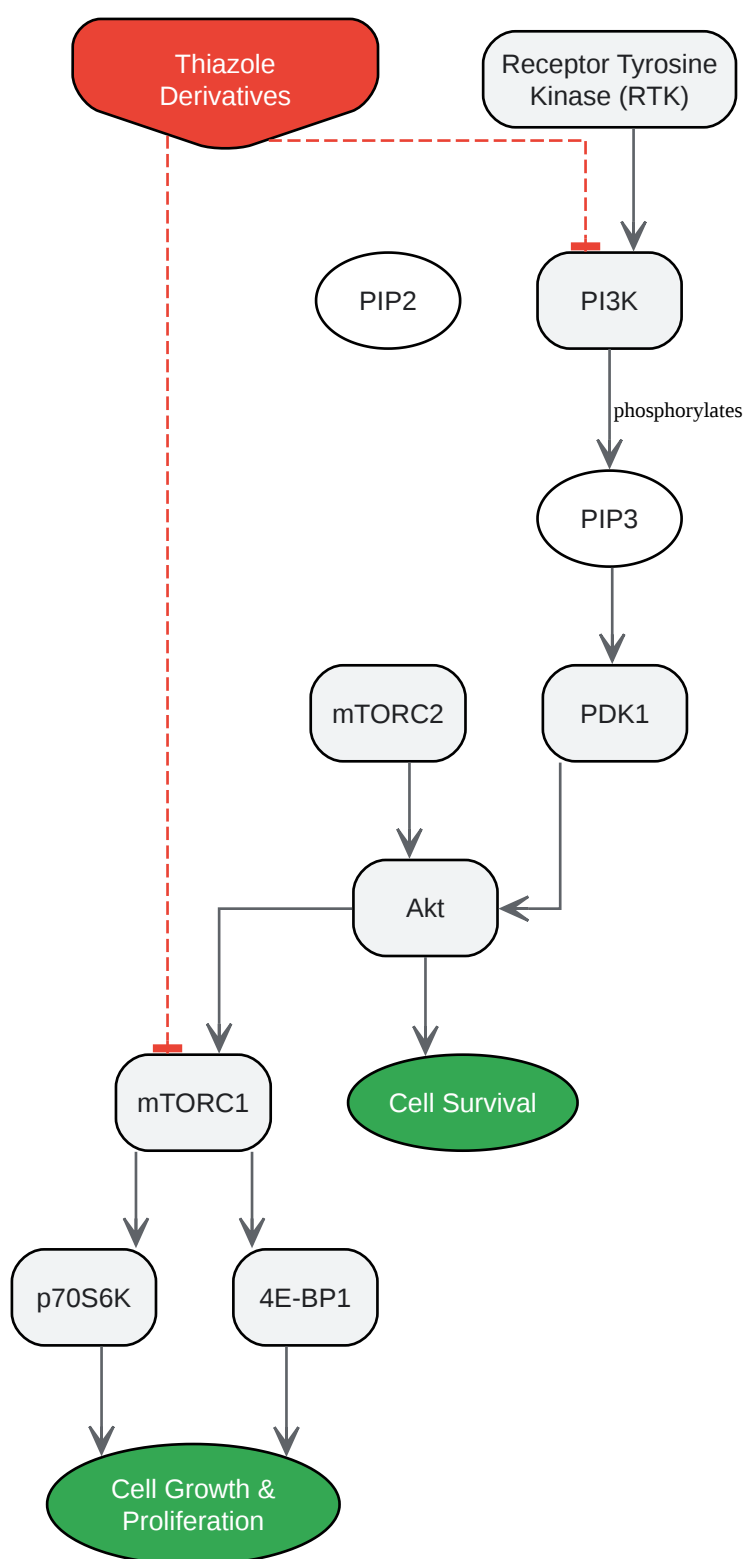 Thiazole
Derivatives
Receptor Tyrosine
Kinase (RTK)
PIP2
PI3K
phosphorylates
PIP3
mTORC2
PDK1
Akt
mTORC1
Cell Survival
p70S6K
4E-BP1
Cell Growth &
Proliferation